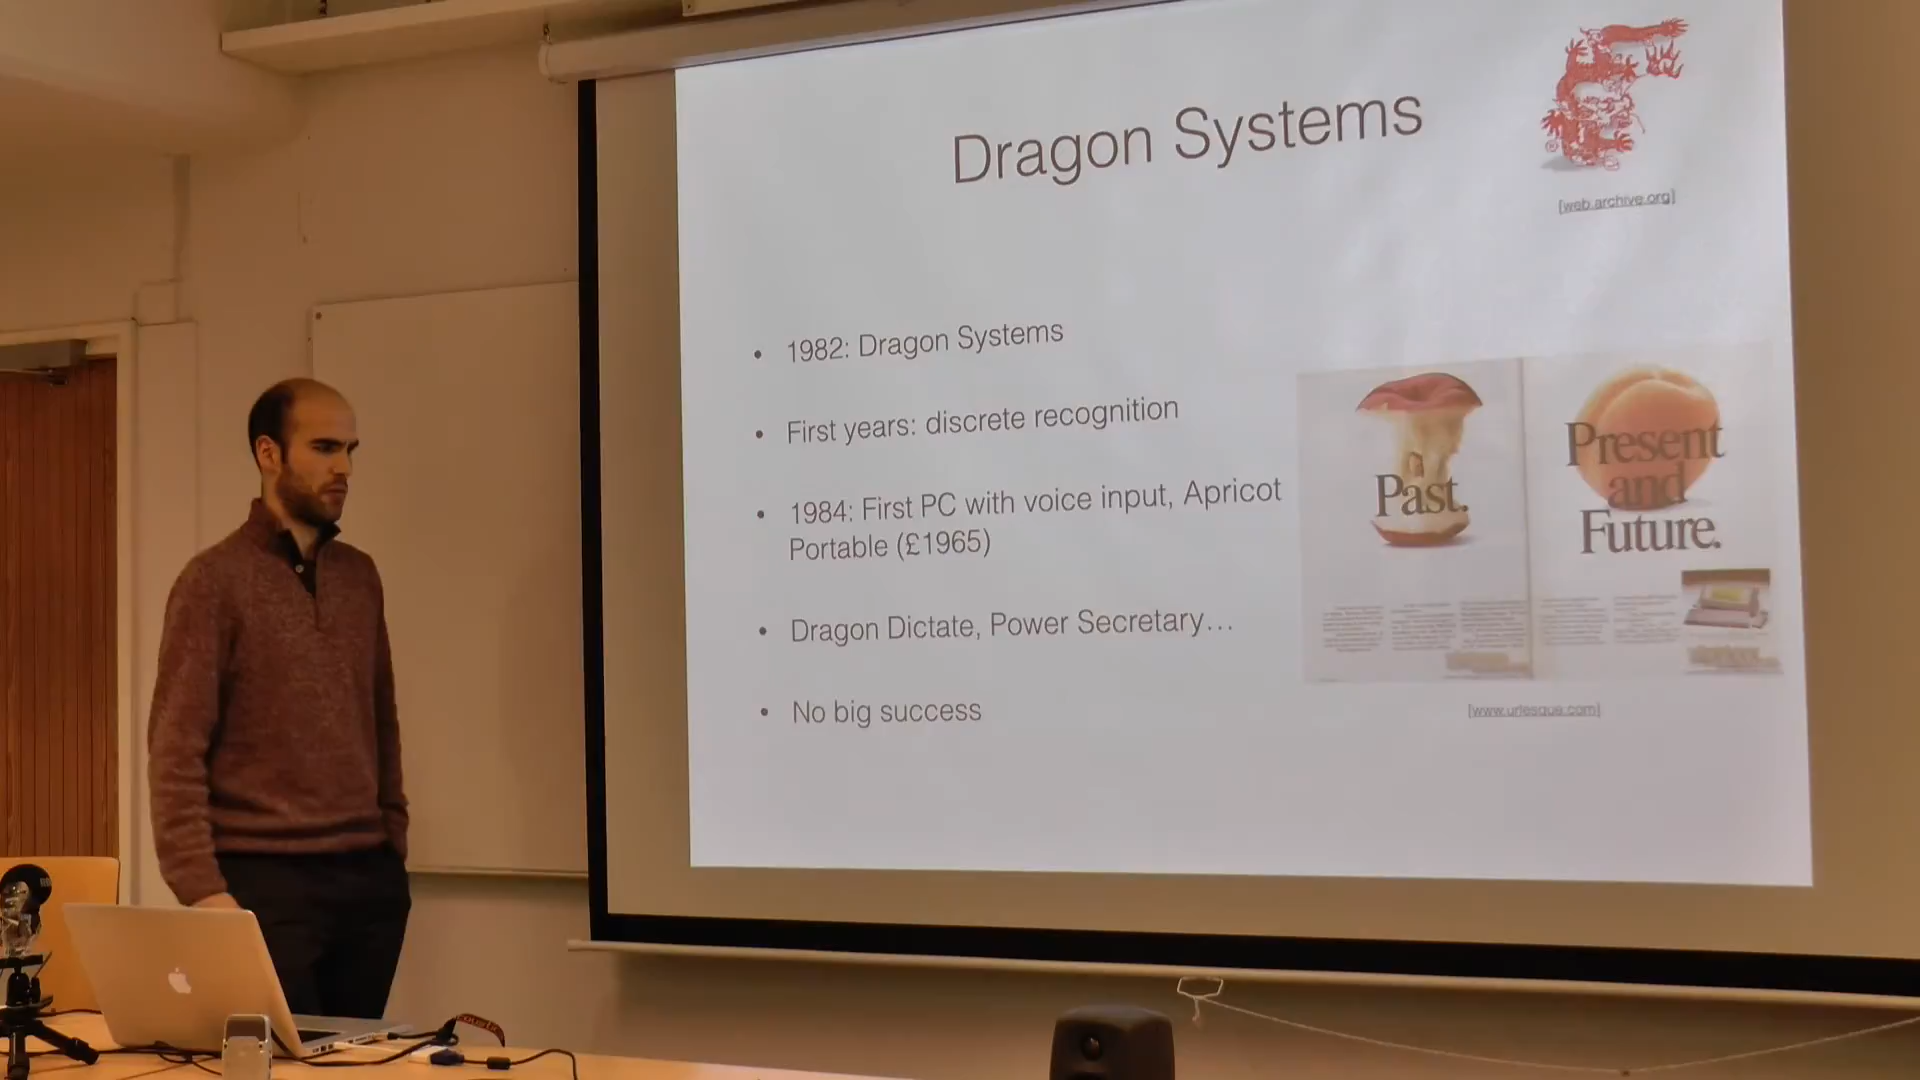 Dragon Systems
[web.archive.org]
• 1982: Dragon Systems
• First years: discrete recognition
• 1984: First PC with voice input, Apricot
Portable (£1965)
• Dragon Dictate, Power Secretary…
• No big success
Past.
Present
and
Future.
[www.urlesque.com]